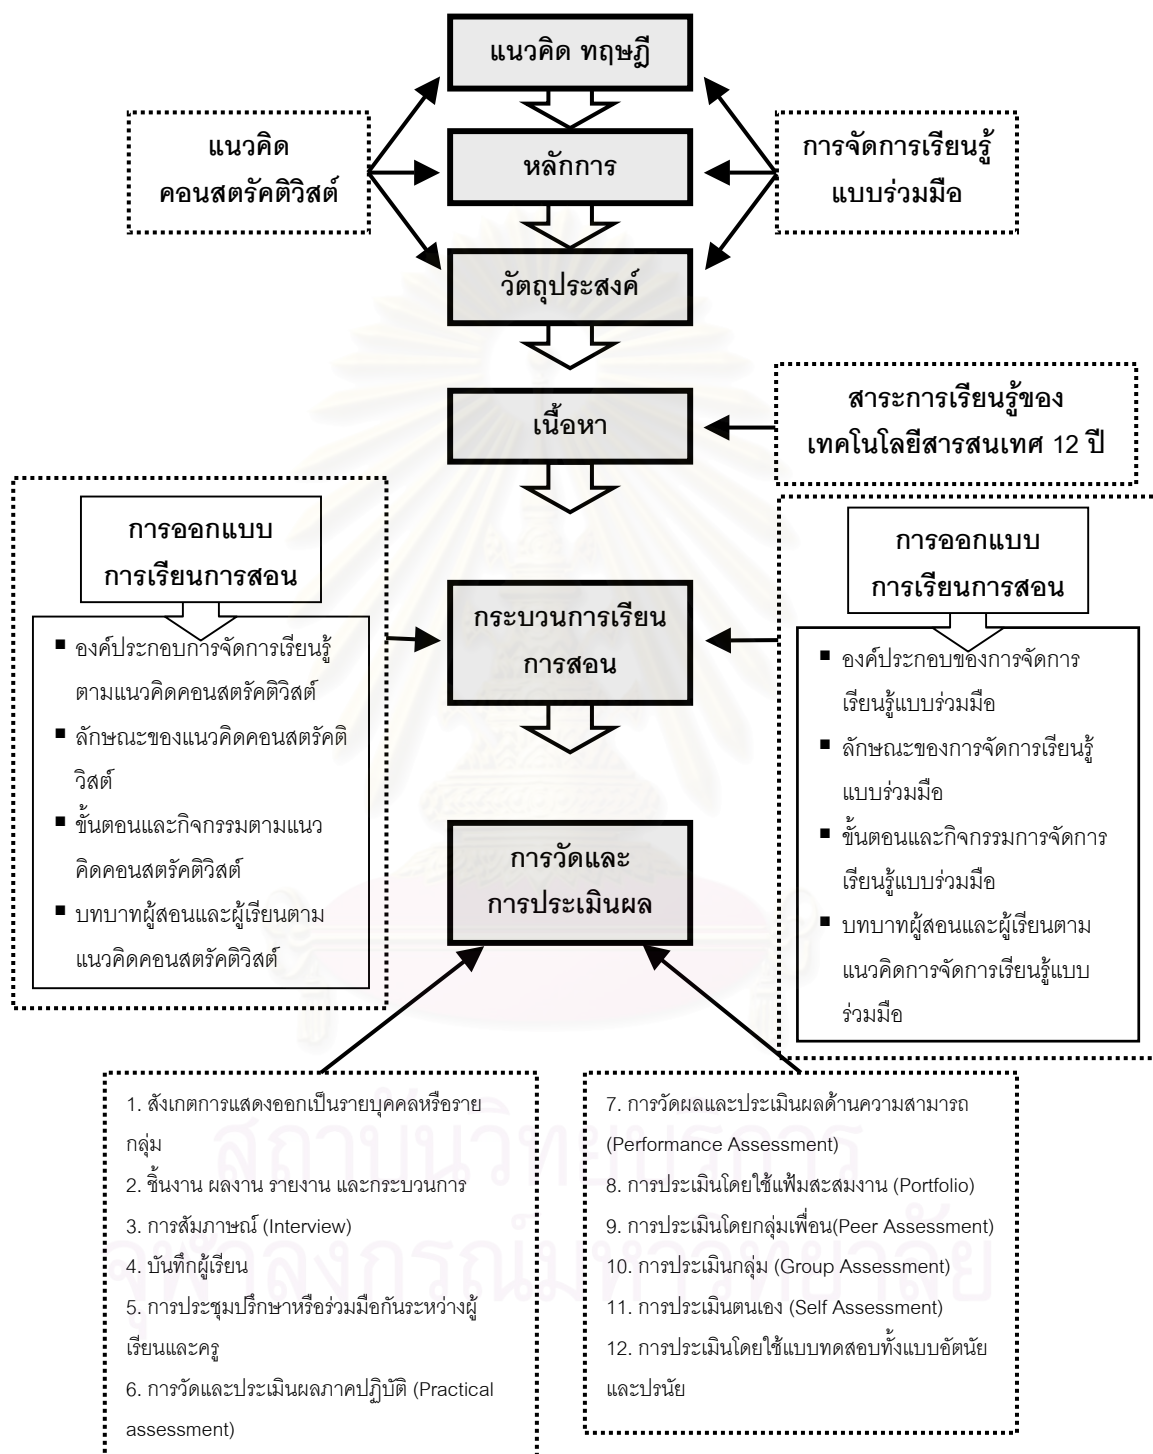 แนวคิด ทฤษฎี
แนวคิด
คอนสตรัคติวิสต์
หลักการ
การจัดการเรียนรู้
แบบร่วมมือ
วัตถุประสงค์
เนื้อหา
สาระการเรียนรู้ของ
เทคโนโลยีสารสนเทศ 12 ปี
การออกแบบ
การเรียนการสอน
■ องค์ประกอบการจัดการเรียนรู้
ตามแนวคิดคอนสตรัคติวิสต์
■ ลักษณะของแนวคิดคอนสตรัคติ
วิสต์
■ ขั้นตอนและกิจกรรมตามแนว
คิดคอนสตรัคติวิสต์
■ บทบาทผู้สอนและผู้เรียนตาม
แนวคิดคอนสตรัคติวิสต์
กระบวนการเรียน
การสอน
การออกแบบ
การเรียนการสอน
■ องค์ประกอบของการจัดการ
เรียนรู้แบบร่วมมือ
■ ลักษณะของการจัดการเรียนรู้
แบบร่วมมือ
■ ขั้นตอนและกิจกรรมการจัดการ
เรียนรู้แบบร่วมมือ
■ บทบาทผู้สอนและผู้เรียนตาม
แนวคิดการจัดการเรียนรู้แบบ
ร่วมมือ
การวัดและ
การประเมินผล
1. สังเกตการแสดงออกเป็นรายบุคคลหรือราย
กลุ่ม
2. ชิ้นงาน ผลงาน รายงาน และกระบวนการ
3. การสัมภาษณ์ (Interview)
4. บันทึกผู้เรียน
5. การประชุมปรึกษาหรือร่วมมือกันระหว่างผู้
เรียนและครู
6. การวัดและประเมินผลภาคปฏิบัติ (Practical
assessment)
7. การวัดผลและประเมินผลด้านความสามารถ
(Performance Assessment)
8. การประเมินโดยใช้แฟ้มสะสมงาน (Portfolio)
9. การประเมินโดยกลุ่มเพื่อน(Peer Assessment)
10. การประเมินกลุ่ม (Group Assessment)
11. การประเมินตนเอง (Self Assessment)
12. การประเมินโดยใช้แบบทดสอบทั้งแบบอัตนัย
และปรนัย
สถาบันวิทยบริการ
จุฬาลงกรณ์มหาวิทยาลัย